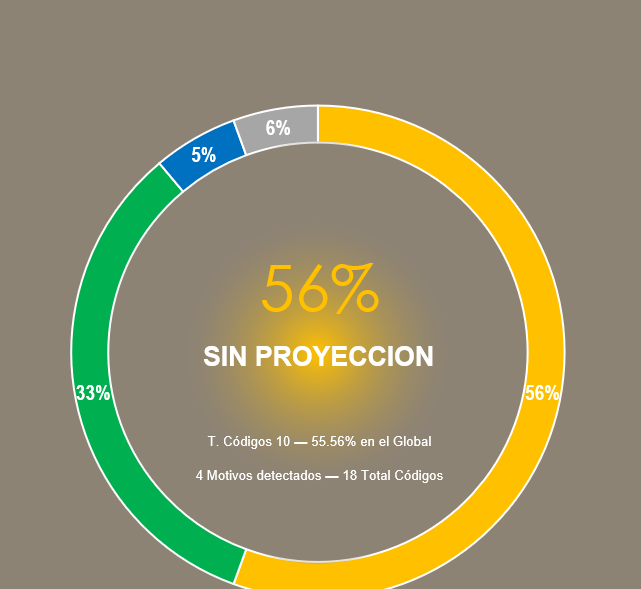 6%
5%
56%
SIN PROYECCION
33%
56%
T. Códigos 10 — 55.56% en el Global
4 Motivos detectados — 18 Total Códigos